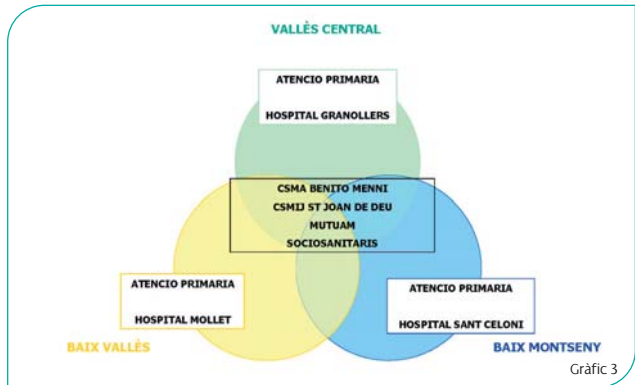 VALLÈS CENTRAL
ATENCIO PRIMARIA
HOSPITAL GRANOLLERS
CSMA BENITO MENNI
CSMIJ ST JOAN DE DEU
MUTUAM
SOCIOSANITARIS
ATENCIO PRIMARIA
HOSPITAL MOLLET
BAIX VALLÈS
ATENCIO PRIMARIA
HOSPITAL SANT CELONI
BAIX MONTSENY
Gràfic 3